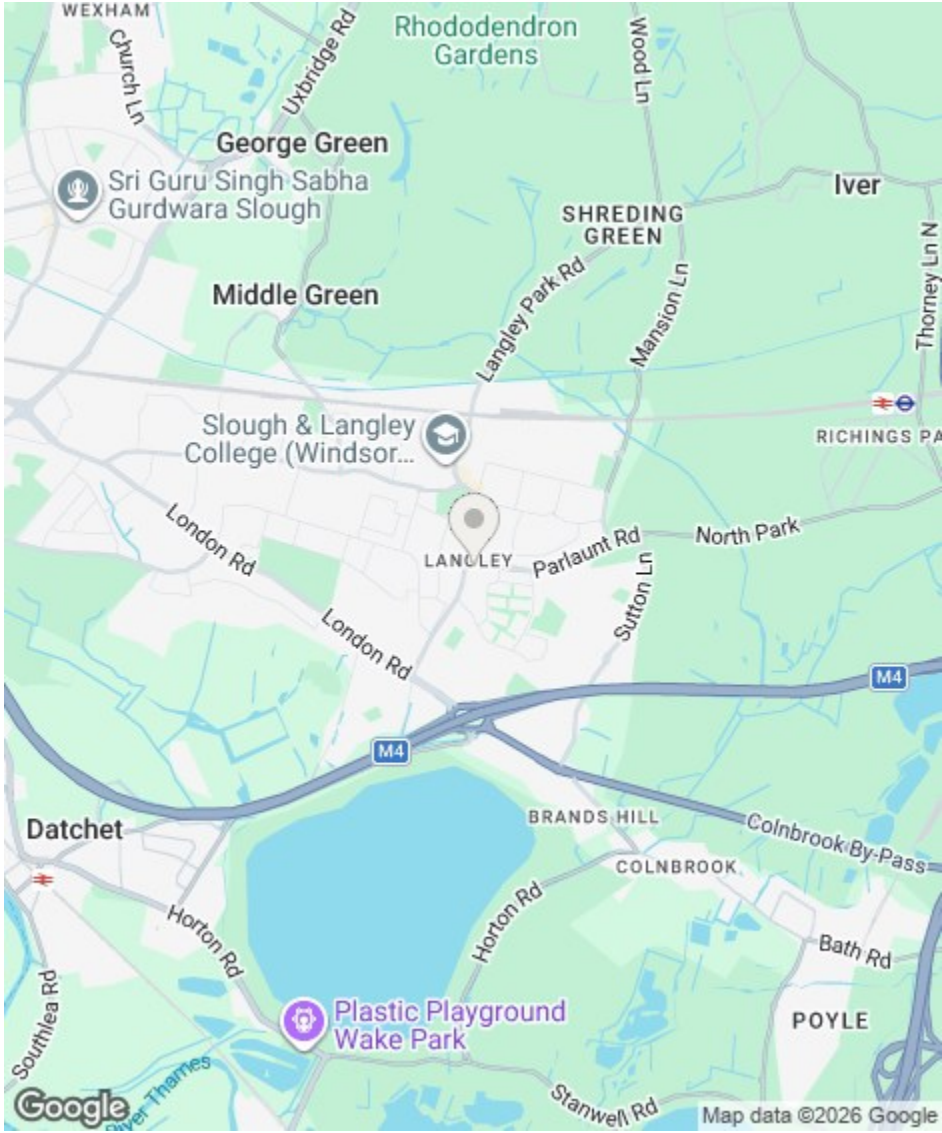 WEXHAM
Church Ln
Uxbridge Rd
Rhododendron
Gardens
Wood Ln
George Green
Sri Guru Singh Sabha
Gurdwara Slough
Iver
SHREDING
GREEN
Thorney Ln N
Middle Green
Langley Park Rd
Mansion Ln
Slough & Langley
College (Windsor...
RICHINGS PA
London Rd
LANGLEY
Parlaunt Rd
North Park
Sutton Ln
London Rd
M4
M4
Datchet
BRANDS HILL
Colnbrook By-Pass
COLNBROOK
Horton Rd
Horton Rd
Bath Rd
Southlea Rd
Plastic Playground
Wake Park
POYLE
River Thames
Stanwell Rd
Google
Map data ©2026 Google